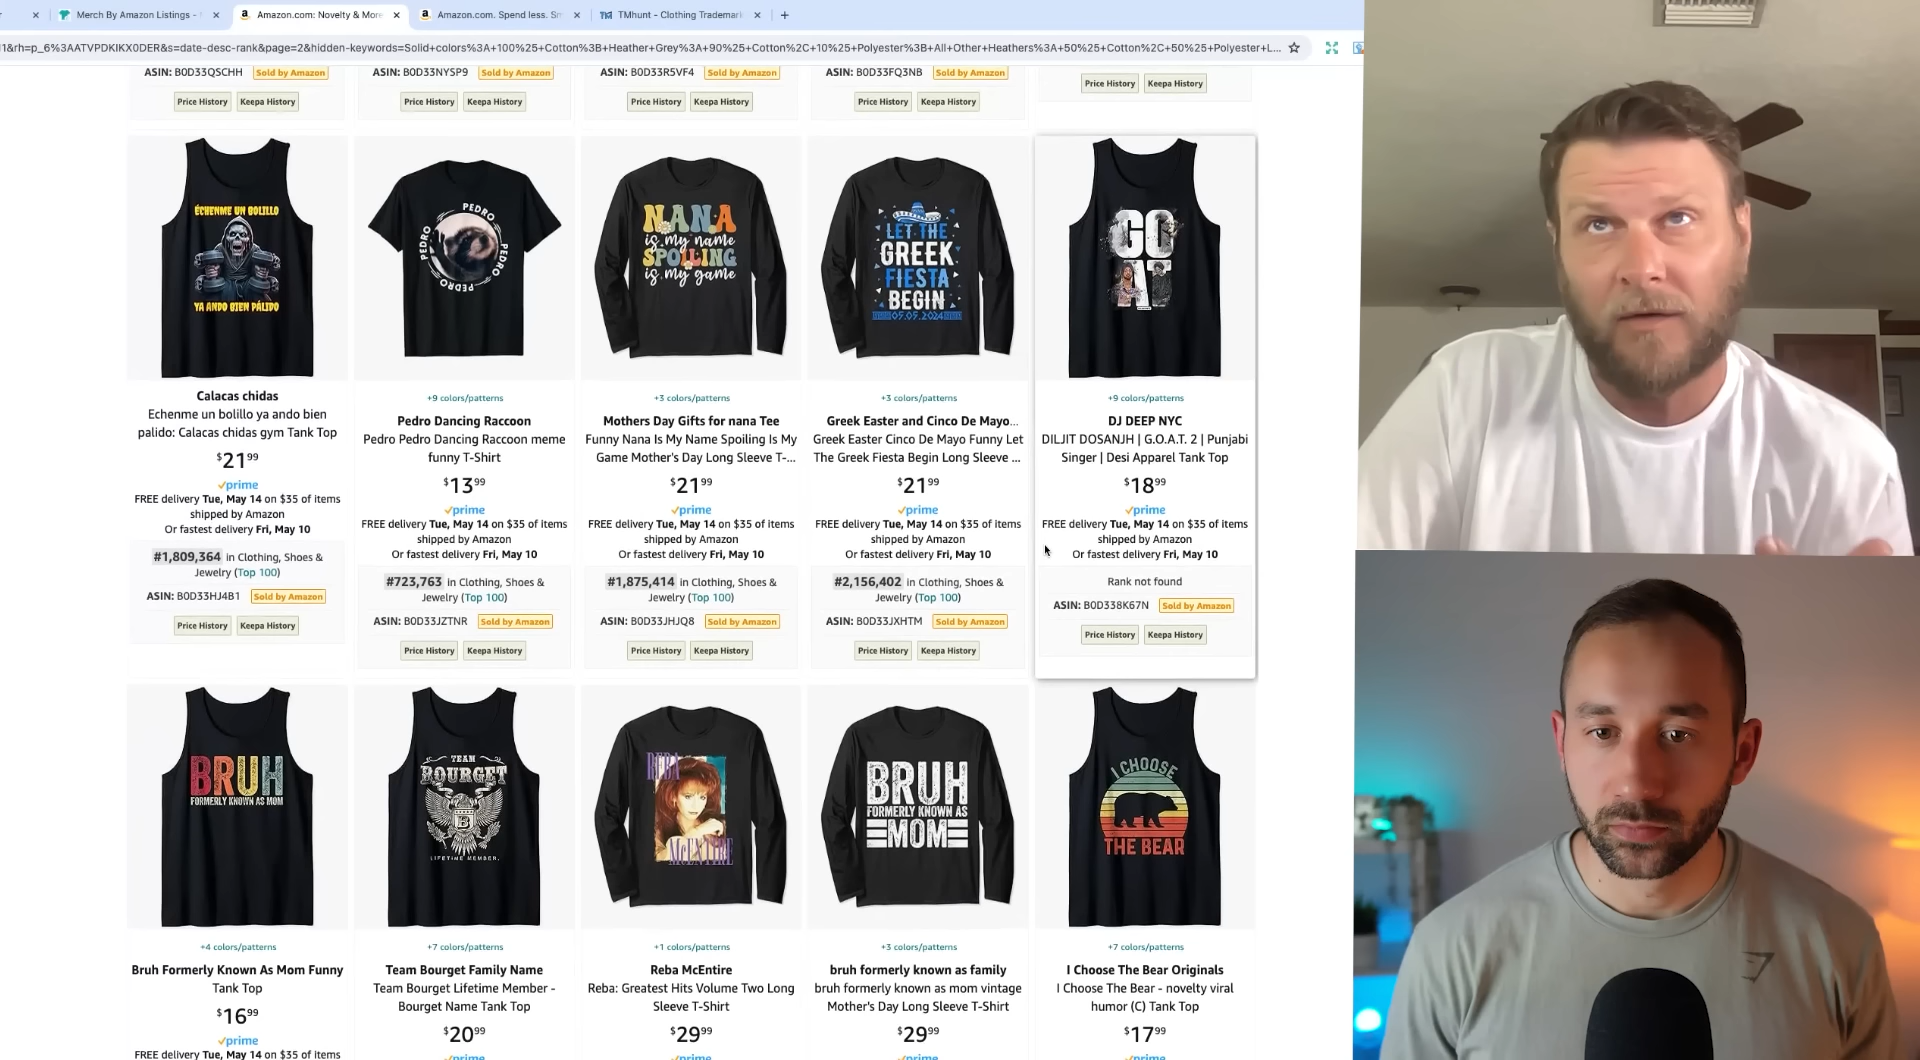 Merch By Amazon Listings -
Amazon.com: Novelty & More
Amazon.com. Spend less. Sm
TMhunt - Clothing Trademark
1&rh=p_6%3AATVPDKIKX0DER&s=date-desc-rank&page=2&hidden-keywords=Solid+colors%3A+100%25+Cotton%3B+Heather+Grey%3A+90%25+Cotton%2C+10%25+Polyester%3B+All+Other+Heathers%3A+50%25+Cotton%2C+50%25+Polyester+L...
ASIN: B0D33QSCHH Sold by Amazon
Price History Keepa History
ASIN: B0D33NYSP9 Sold by Amazon
Price History Keepa History
ASIN: B0D33R5VF4 Sold by Amazon
Price History Keepa History
ASIN: B0D33FQ3NB Sold by Amazon
Price History Keepa History
Price History Keepa History
ÉCHENME UN BOLILLO
YA ANDO BIEN PÁLIDO
Calacas chidas
Echenme un bolillo ya ando bien
palido: Calacas chidas gym Tank Top
$21 99
prime
FREE delivery Tue, May 14 on $35 of items
shipped by Amazon
Or fastest delivery Fri, May 10
#1,809,364 in Clothing, Shoes &
Jewelry (Top 100)
ASIN: B0D33HJ4B1 Sold by Amazon
Price History Keepa History
PEDRO
PEDRO
PEDRO
PEDRO
+9 colors/patterns
Pedro Dancing Raccoon
Pedro Pedro Dancing Raccoon meme
funny T-Shirt
$13 99
prime
FREE delivery Tue, May 14 on $35 of items
shipped by Amazon
Or fastest delivery Fri, May 10
#723,763 in Clothing, Shoes &
Jewelry (Top 100)
ASIN: B0D33JZTNR Sold by Amazon
Price History Keepa History
NANA
is my name
SPOILING
is my game
+3 colors/patterns
Mothers Day Gifts for nana Tee
Funny Nana Is My Name Spoiling Is My
Game Mother's Day Long Sleeve T-...
$21 99
prime
FREE delivery Tue, May 14 on $35 of items
shipped by Amazon
Or fastest delivery Fri, May 10
#1,875,414 in Clothing, Shoes &
Jewelry (Top 100)
ASIN: B0D33JHJQ8 Sold by Amazon
Price History Keepa History
LET THE
GREEK
FIESTA
BEGIN
05.05.2024
+3 colors/patterns
Greek Easter and Cinco De Mayo...
Greek Easter Cinco De Mayo Funny Let
The Greek Fiesta Begin Long Sleeve ...
$21 99
prime
FREE delivery Tue, May 14 on $35 of items
shipped by Amazon
Or fastest delivery Fri, May 10
#2,156,402 in Clothing, Shoes &
Jewelry (Top 100)
ASIN: B0D33JXHTM Sold by Amazon
Price History Keepa History
GO
AT
+9 colors/patterns
DJ DEEP NYC
DILJIT DOSANJH | G.O.A.T. 2 | Punjabi
Singer | Desi Apparel Tank Top
$18 99
prime
FREE delivery Tue, May 14 on $35 of items
shipped by Amazon
Or fastest delivery Fri, May 10
Rank not found
ASIN: B0D338K67N Sold by Amazon
Price History Keepa History
BRUH
FORMERLY KNOWN AS MOM
+4 colors/patterns
Bruh Formerly Known As Mom Funny
Tank Top
$16 99
prime
FREE delivery Tue, May 14 on $35 of items
TEAM
BOURGET
B
LIFETIME MEMBER
+7 colors/patterns
Team Bourget Family Name
Team Bourget Lifetime Member -
Bourget Name Tank Top
$20 99
prime
REBA
McENTIRE
+1 color/patterns
Reba McEntire
Reba: Greatest Hits Volume Two Long
Sleeve T-Shirt
$29 99
prime
BRUH
FORMERLY KNOWN AS
MOM
+3 colors/patterns
bruh formerly known as family
bruh formerly known as mom vintage
Mother's Day Long Sleeve T-Shirt
$29 99
prime
I CHOOSE
THE BEAR
+7 colors/patterns
I Choose The Bear Originals
I Choose The Bear - novelty viral
humor (C) Tank Top
$17 99
prime